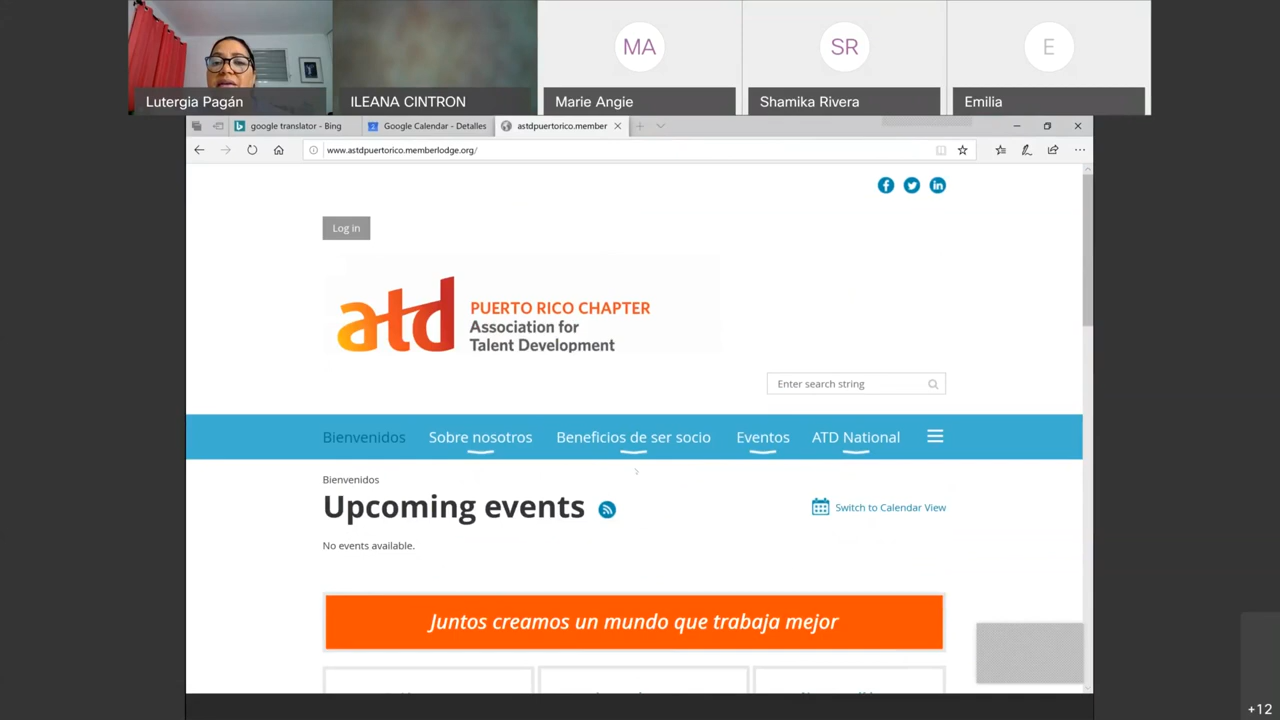 MA
SR
E
Lutergia Pagán
ILEANA CINTRON
Marie Angie
Shamika Rivera
Emilia
google translator - Bing
Google Calendar - Detalles
astdpuertorico.member
www.astdpuertorico.memberlodge.org/
Log in
atd
PUERTO RICO CHAPTER
Association for
Talent Development
Enter search string
Bienvenidos
Sobre nosotros
Beneficios de ser socio
Eventos
ATD National
Bienvenidos
Upcoming events
Switch to Calendar View
No events available.
Juntos creamos un mundo que trabaja mejor
+12